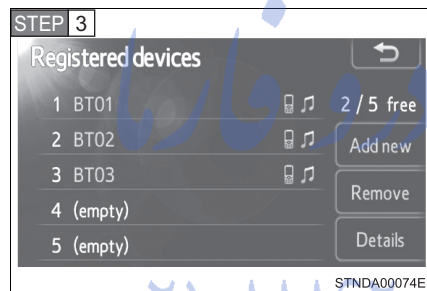 STEP 3
Registered devices
1 BT01
2 / 5 free
2 BT02
Add new
3 BT03
Remove
4 (empty)
5 (empty)
Details
STNDA00074E